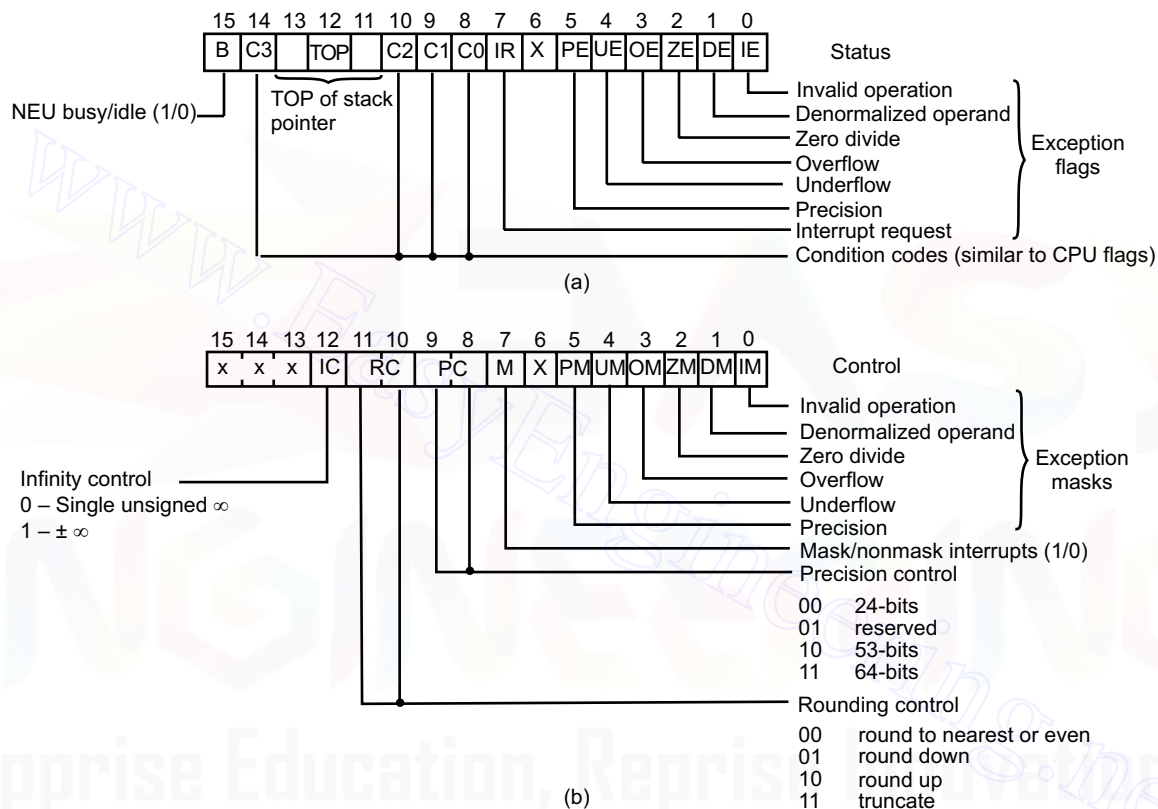 15 14 13 12 11 10 9 8 7 6 5 4 3 2 1 0
B C3 TOP C2 C1 C0 IR X PE UE OE ZE DE IE Status
Invalid operation
NEU busy/idle (1/0)
TOP of stack
pointer
Denormalized operand
Zero divide
Overflow
Underflow
Precision
Interrupt request
Exception
flags
Condition codes (similar to CPU flags)
(a)
15 14 13 12 11 10 9 8 7 6 5 4 3 2 1 0
x x x IC RC PC M X PM UM OM ZM DM IM Control
Invalid operation
Denormalized operand
Zero divide
Overflow
Underflow
Precision
Exception
masks
Infinity control
0 – Single unsigned ∞
1 – ± ∞
Mask/nonmask interrupts (1/0)
Precision control
00 24-bits
01 reserved
10 53-bits
11 64-bits
Rounding control
00 round to nearest or even
01 round down
10 round up
11 truncate
(b)
www.EasyEngineering.ne